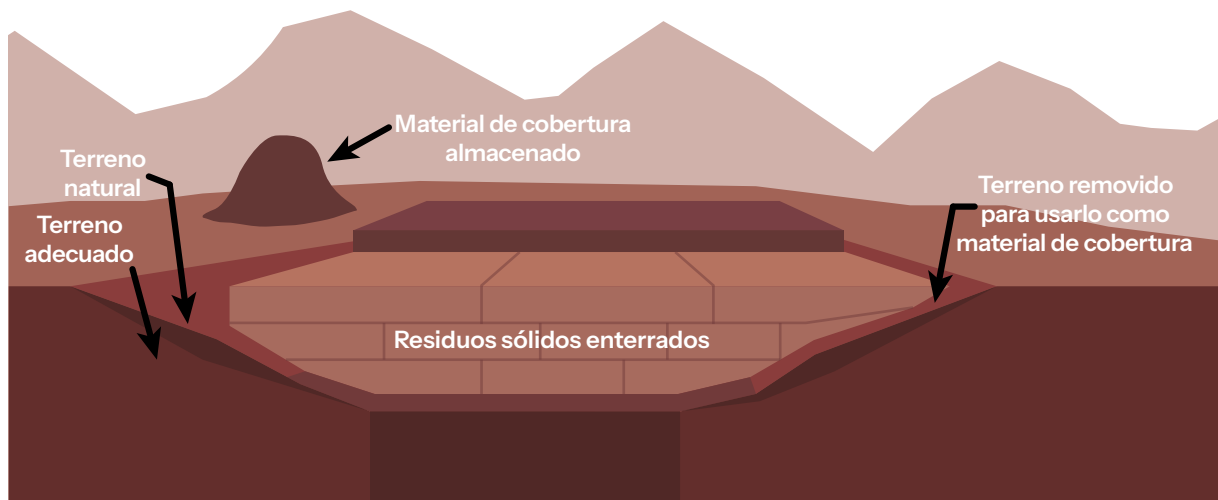 Material de cobertura
almacenado
Terreno
natural
Terreno
adecuado
Terreno removido
para usarlo como
material de cobertura
Residuos sólidos enterrados